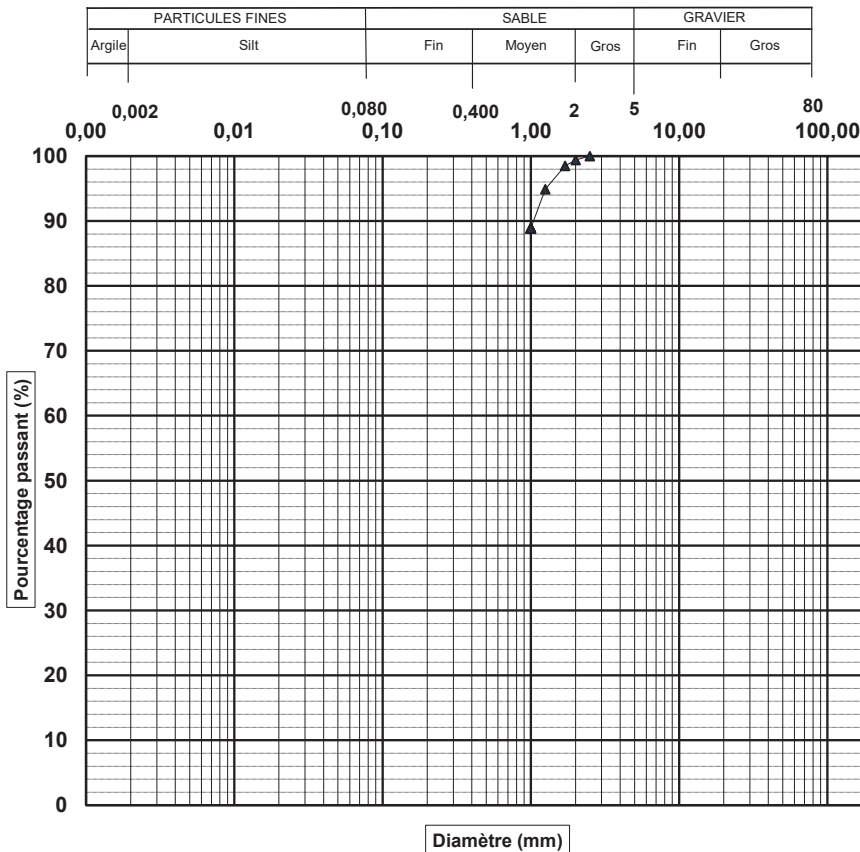 PARTICULES FINES SABLE GRAVIER
Argile Silt Fin Moyen Gros Fin Gros
0,002 0,080 0,400 2 5 80
0,00 0,01 0,10 1,00 10,00 100,00
100
90
80
70
60
50
40
30
20
10
0
Pourcentage passant (%)
Diamètre (mm)